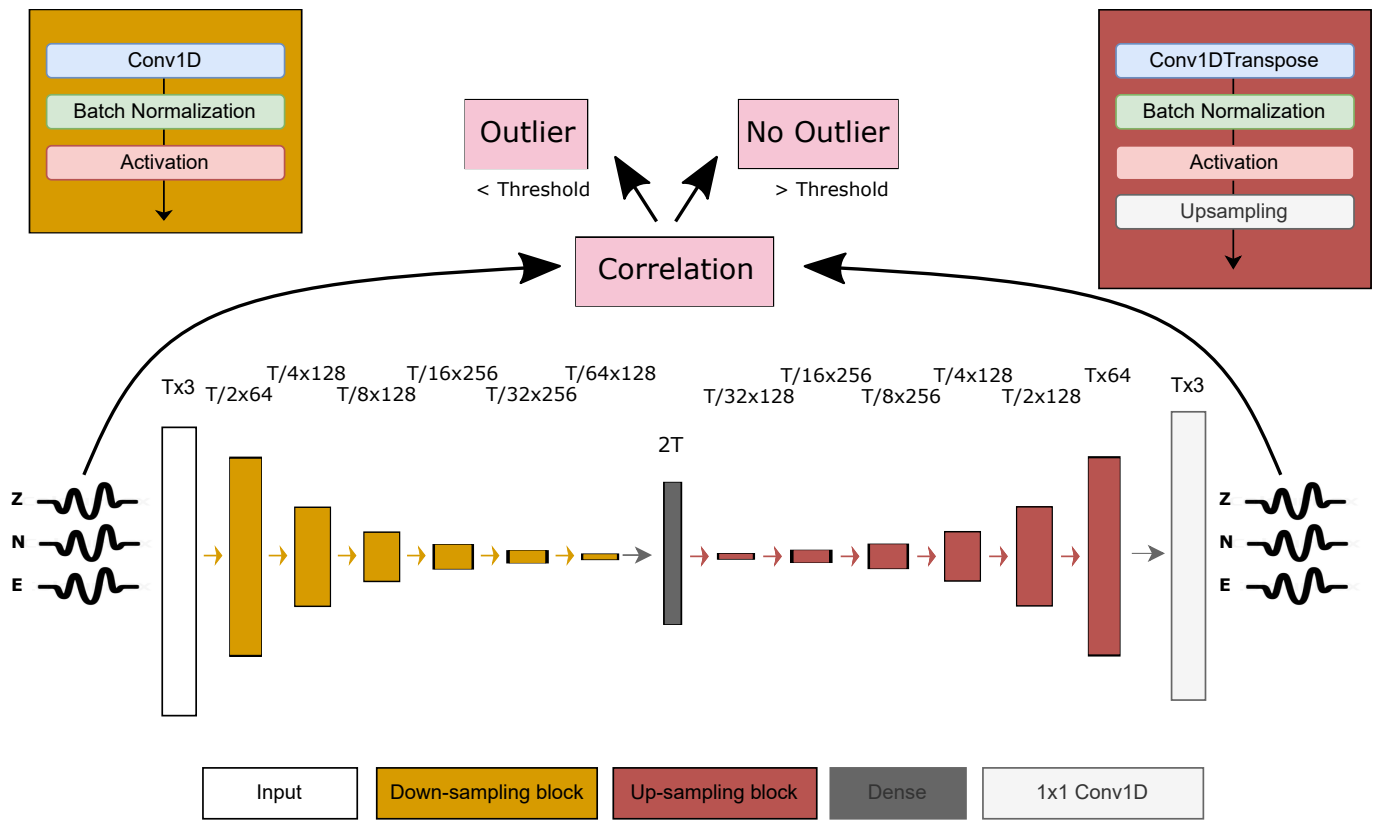 Conv1D
Batch Normalization
Activation
Conv1DTranspose
Batch Normalization
Activation
Upsampling
Outlier
No Outlier
< Threshold
> Threshold
Correlation
Tx3
T/2x64
T/4x128
T/8x128
T/16x256
T/32x256
T/64x128
2T
T/32x128
T/16x256
T/8x256
T/4x128
T/2x128
Tx64
Tx3
Z
N
E
Z
N
E
Input
Down-sampling block
Up-sampling block
Dense
1x1 Conv1D